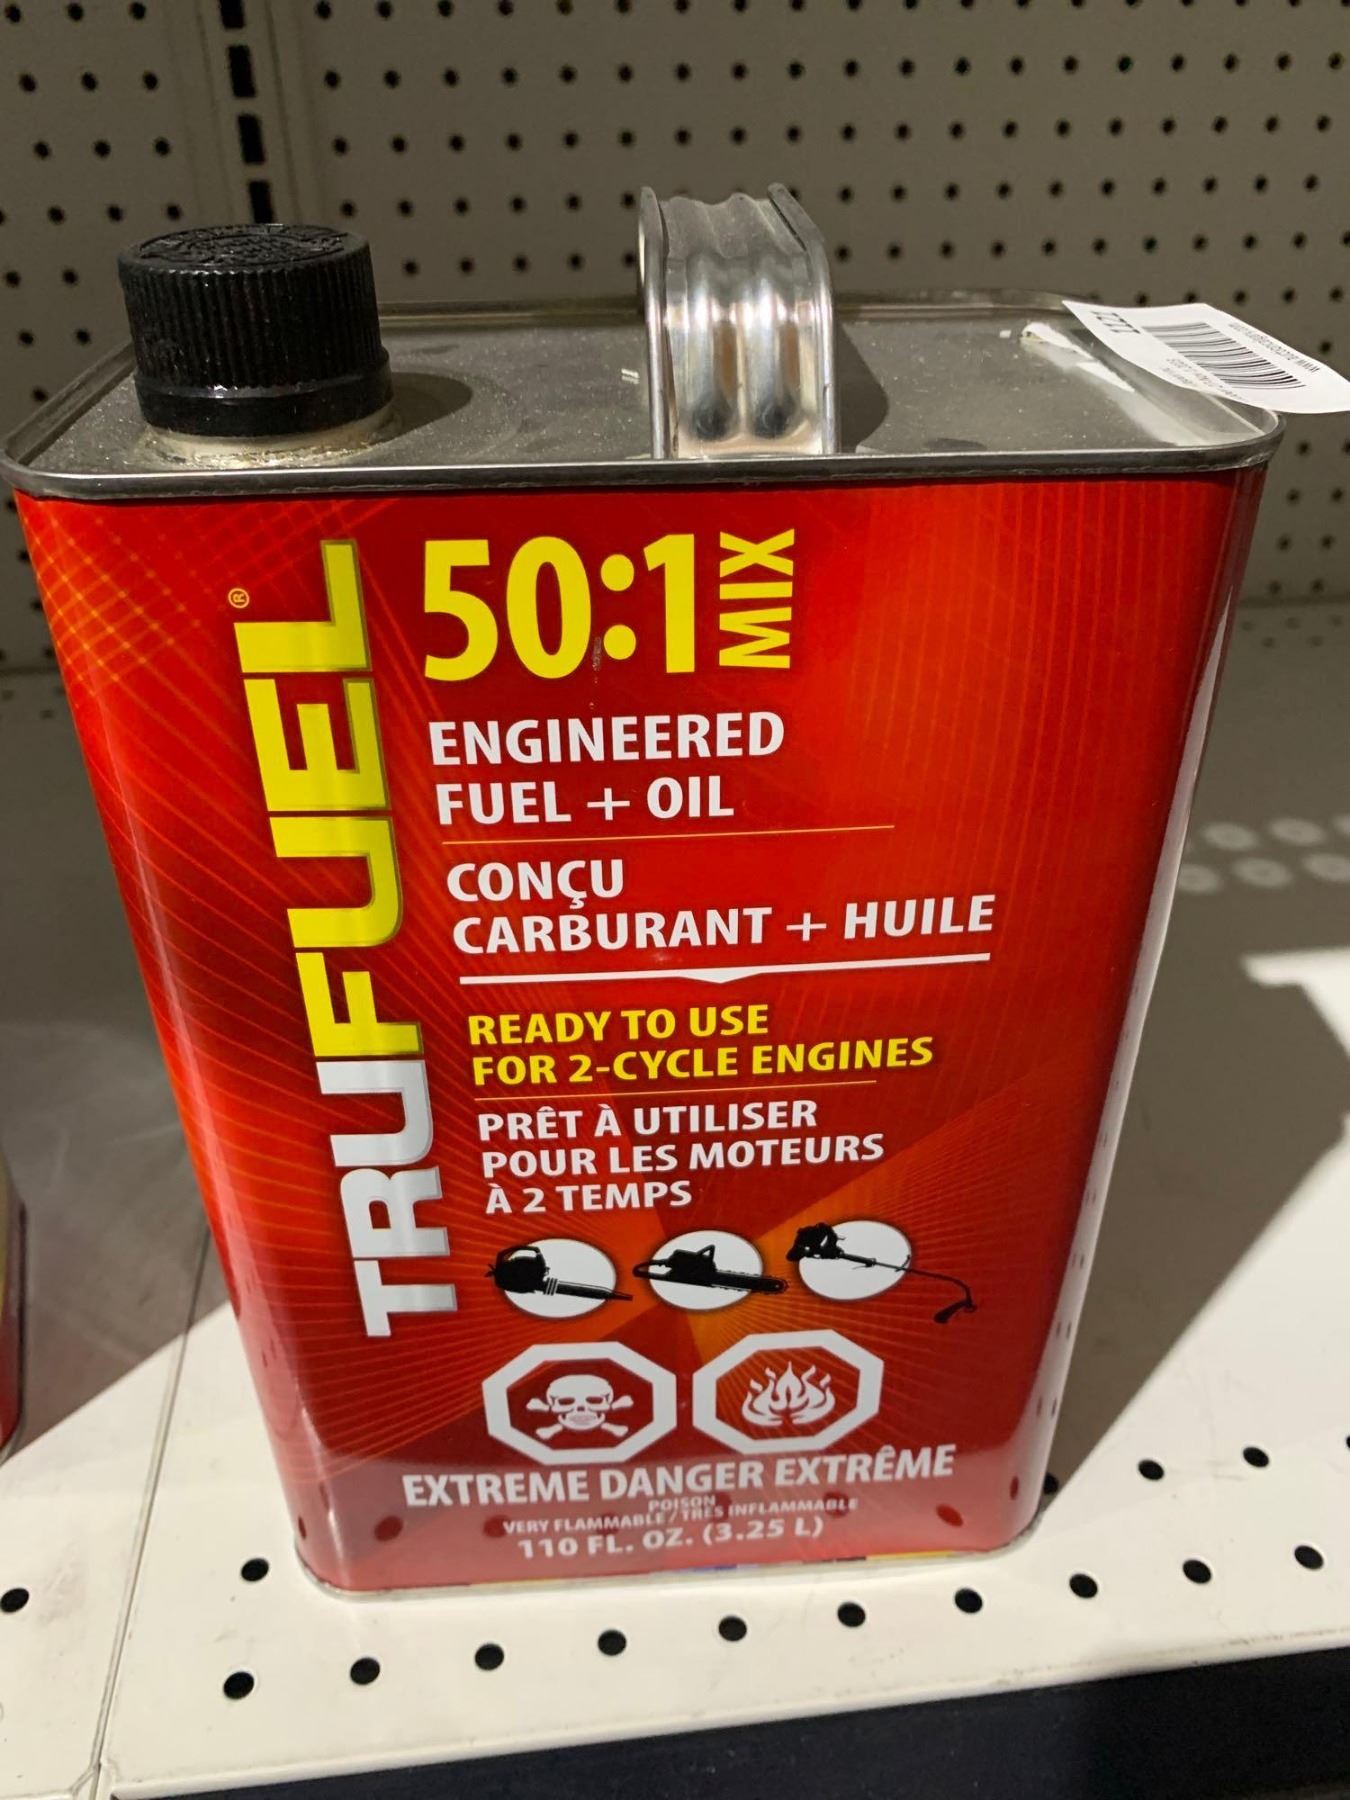 2221
TRUFUEL®
50:1 MIX
ENGINEERED
FUEL + OIL
CONÇU
CARBURANT + HUILE
READY TO USE
FOR 2-CYCLE ENGINES
PRÊT À UTILISER
POUR LES MOTEURS
À 2 TEMPS
EXTREME DANGER EXTRÊME
POISON
VERY FLAMMABLE / TRÈS INFLAMMABLE
110 FL. OZ. (3.25 L)